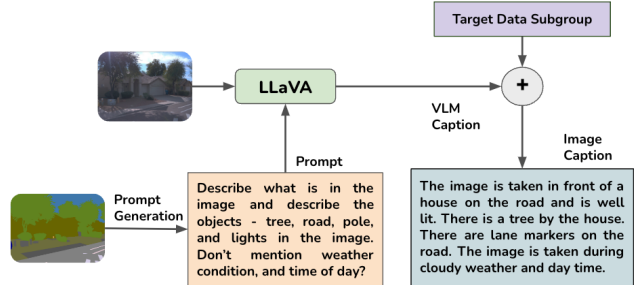 Target Data Subgroup
LLaVA
+
VLM
Caption
Image
Caption
Prompt
Prompt
Generation
Describe what is in the
image and describe the
objects - tree, road, pole,
and lights in the image.
Don't mention weather
condition, and time of day?
The image is taken in front of a
house on the road and is well
lit. There is a tree by the house.
There are lane markers on the
road. The image is taken during
cloudy weather and day time.